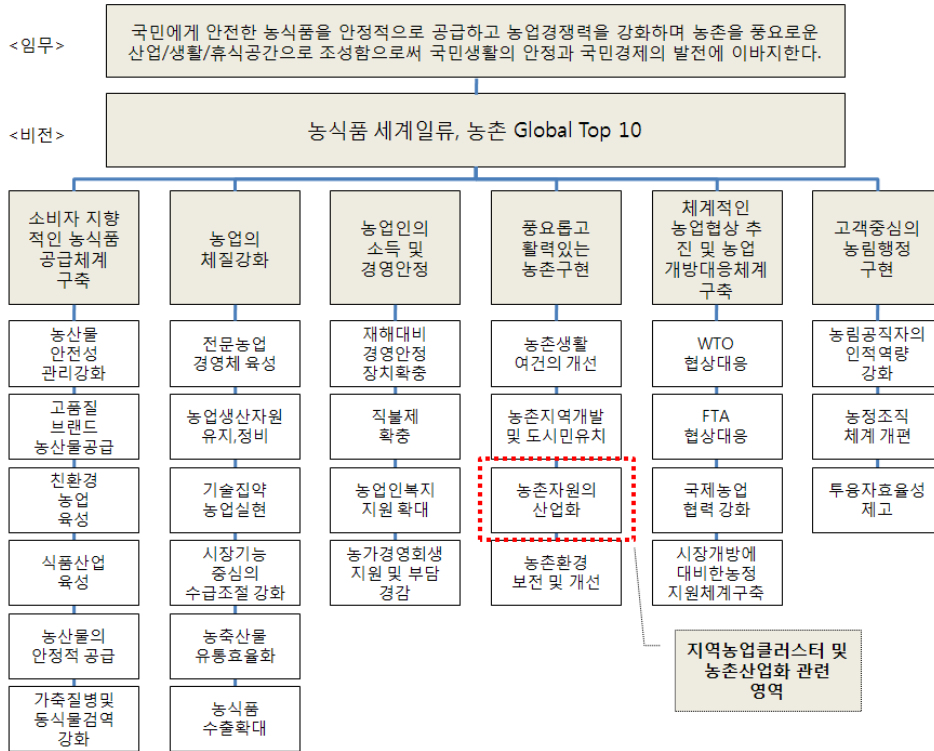 <임무>
국민에게 안전한 농식품을 안정적으로 공급하고 농업경쟁력을 강화하며 농촌을 풍요로운
산업/생활/휴식공간으로 조성함으로써 국민생활의 안정과 국민경제의 발전에 이바지한다.
<비전>
농식품 세계일류, 농촌 Global Top 10
소비자 지향
적인 농식품
공급체계
구축
농산물
안전성
관리강화
고품질
브랜드
농산물공급
친환경
농업
육성
식품산업
육성
농산물의
안정적 공급
가축질병및
동식물검역
강화
농업의
체질강화
전문농업
경영체 육성
농업생산자원
유지,정비
기술집약
농업실현
시장기능
중심의
수급조절 강화
농축산물
유통효율화
농식품
수출확대
농업인의
소득 및
경영안정
재해대비
경영안정
장치확충
직불제
확충
농업인복지
지원 확대
농가경영회생
지원 및 부담
경감
풍요롭고
활력있는
농촌구현
농촌생활
여건의 개선
농촌지역개발
및 도시민유치
농촌자원의
산업화
농촌환경
보전 및 개선
체계적인
농업협상 추
진 및 농업
개방대응체계
구축
WTO
협상대응
FTA
협상대응
국제농업
협력 강화
시장개방에
대비한농정
지원체계구축
고객중심의
농림행정
구현
농림공직자의
인적역량
강화
농정조직
체계 개편
투융자효율성
제고
지역농업클러스터 및
농촌산업화 관련
영역